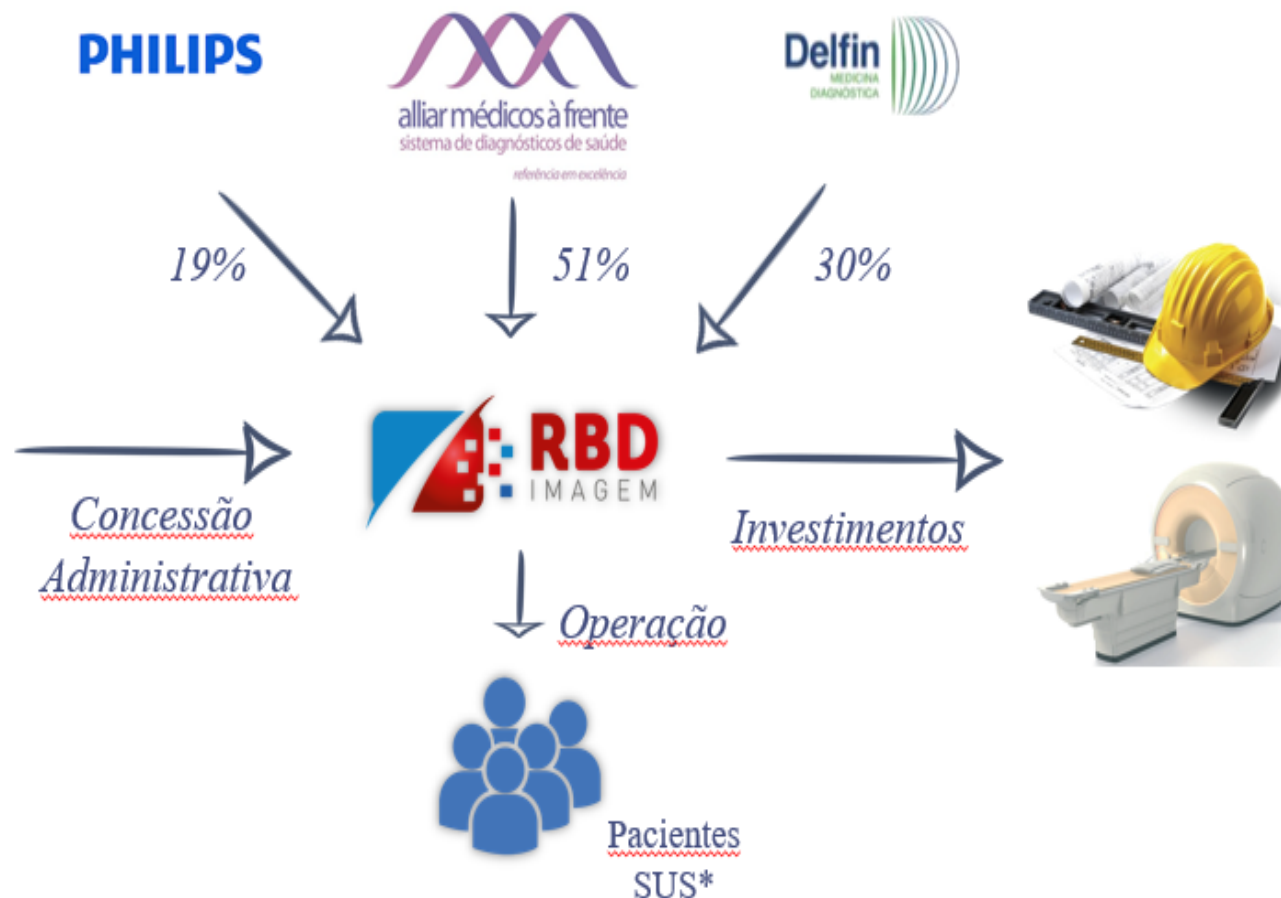 PHILIPS
alliar médicos à frente
sistema de diagnósticos de saúde
referência em excelência
Delfin
MEDICINA
DIAGNÓSTICA
19%
51%
30%
RBD
IMAGEM
Concessão
Administrativa
Investimentos
Operação
Pacientes
SUS*